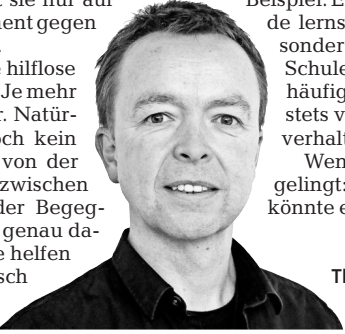 sie nur auf
ment gegen
hilflose
Je mehr
r. Natür-
och kein
von der
zwischen
der Begeg-
genau da-
e helfen
sch
Beispiel. E
de lerns
sonder
Schule
häufig
stets v
verhalt
Wen
gelingt:
könnte e